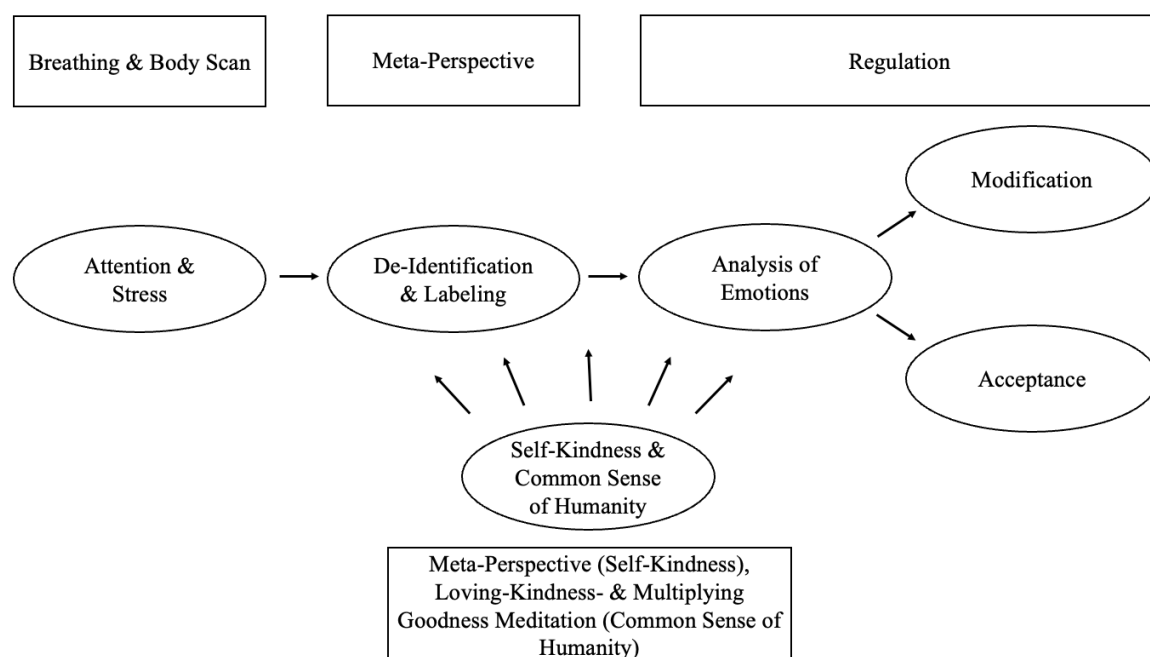 Breathing & Body Scan
Meta-Perspective
Regulation
Modification
Attention &
Stress
De-Identification
& Labeling
Analysis of
Emotions
Acceptance
Self-Kindness &
Common Sense
of Humanity
Meta-Perspective (Self-Kindness),
Loving-Kindness- & Multiplying
Goodness Meditation (Common Sense of
Humanity)